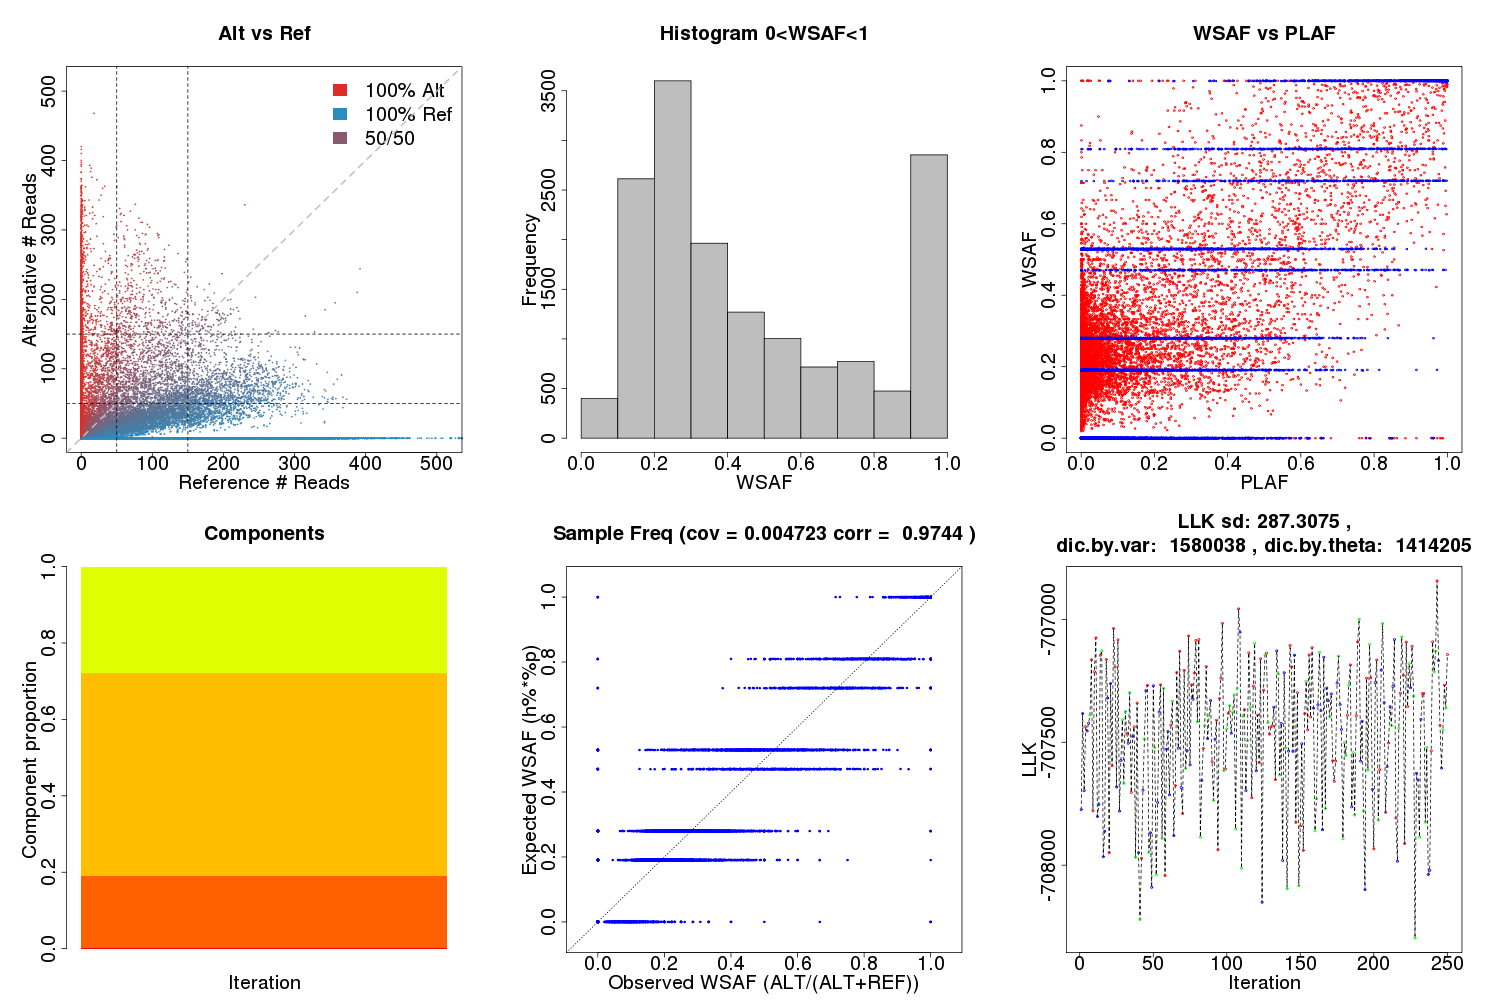 Alt vs Ref
Alternative # Reads
0 100 200 300 400 500
100% Alt
100% Ref
50/50
0 100 200 300 400 500
Reference # Reads
Histogram 0<WSAF<1
Frequency
0 500 1500 2500 3500
0.0 0.2 0.4 0.6 0.8 1.0
WSAF
WSAF vs PLAF
WSAF
0.0 0.2 0.4 0.6 0.8 1.0
0.0 0.2 0.4 0.6 0.8 1.0
PLAF
Components
Component proportion
0.0 0.2 0.4 0.6 0.8 1.0
Iteration
Sample Freq (cov = 0.004723 corr = 0.9744 )
Expected WSAF (h%*%p)
0.0 0.2 0.4 0.6 0.8 1.0
0.0 0.2 0.4 0.6 0.8 1.0
Observed WSAF (ALT/(ALT+REF))
LLK sd: 287.3075 ,
dic.by.var: 1580038 , dic.by.theta: 1414205
LLK
-708000 -707500 -707000
0 50 100 150 200 250
Iteration